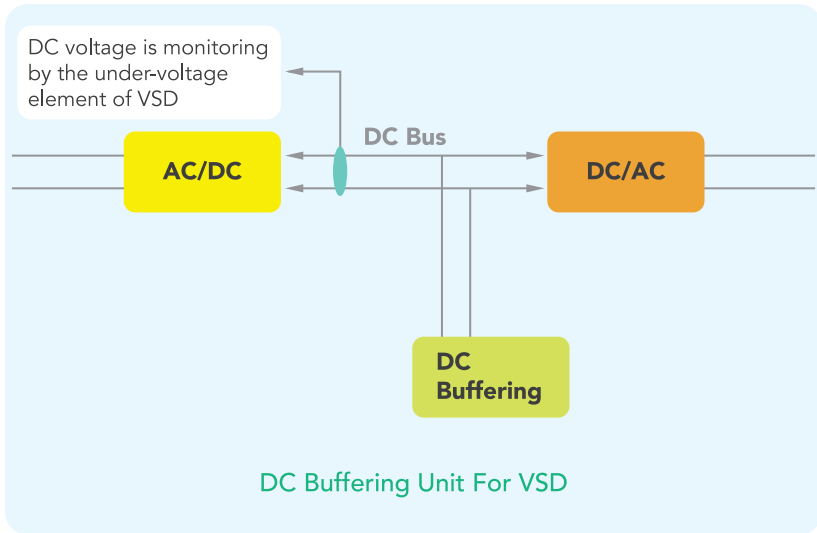 DC voltage is monitoring
by the under-voltage
element of VSD
DC Bus
AC/DC
DC/AC
DC
Buffering
DC Buffering Unit For VSD